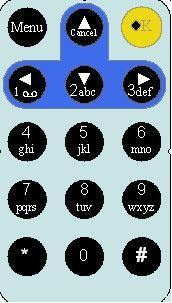 Menu
Cancel
K
1
2abc
3def
4
ghi
5
jkl
6
mno
7
pqrs
8
tuv
9
wxyz
*
0
#